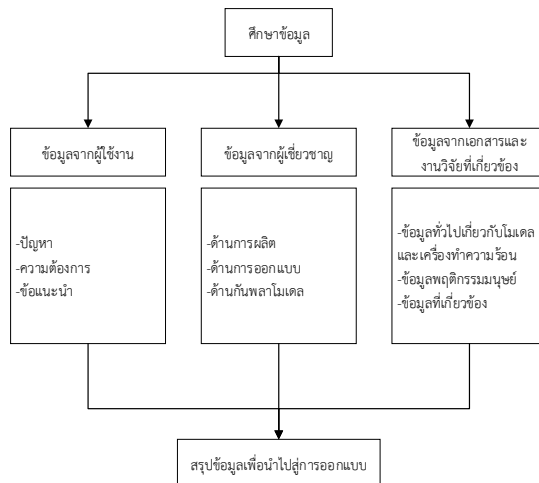 ศึกษาข้อมูล
ข้อมูลจากผู้ใช้งาน
ข้อมูลจากผู้เชี่ยวชาญ
ข้อมูลจากเอกสารและ
งานวิจัยที่เกี่ยวข้อง
-ปัญหา
-ความต้องการ
-ข้อแนะนำ
-ด้านการผลิต
-ด้านการออกแบบ
-ด้านกันพลาโมเดล
-ข้อมูลทั่วไปเกี่ยวกับโมเดล
และเครื่องทำความร้อน
-ข้อมูลพฤติกรรมมนุษย์
-ข้อมูลที่เกี่ยวข้อง
สรุปข้อมูลเพื่อนำไปสู่การออกแบบ